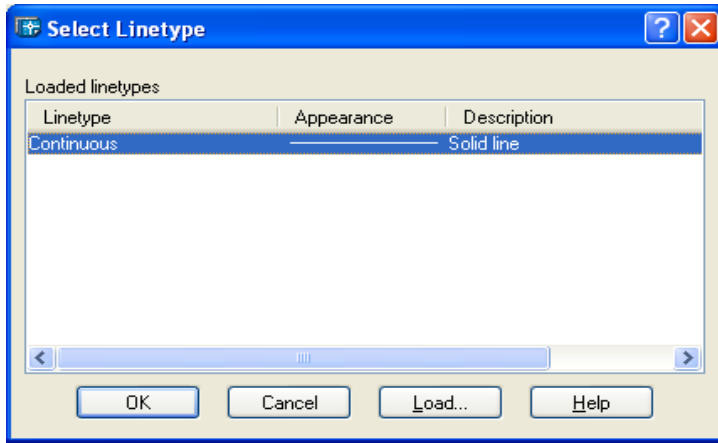 Select Linetype
Loaded linetypes
Linetype Appearance Description
Continuous Solid line
OK Cancel Load... Help